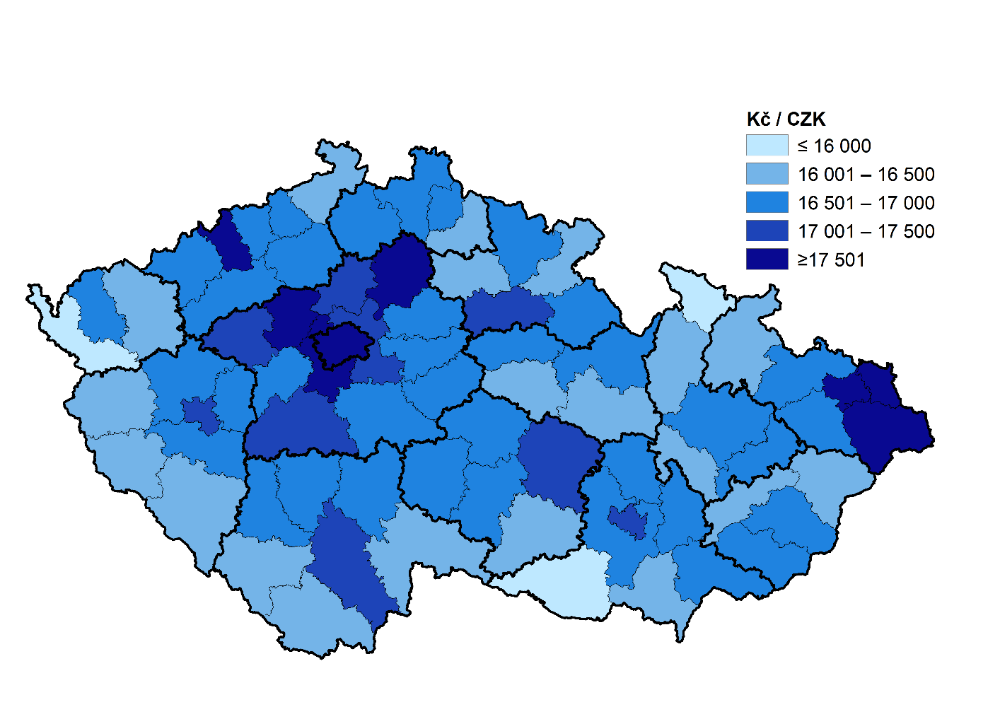 Kč / CZK
≤ 16 000
16 001 – 16 500
16 501 – 17 000
17 001 – 17 500
≥17 501